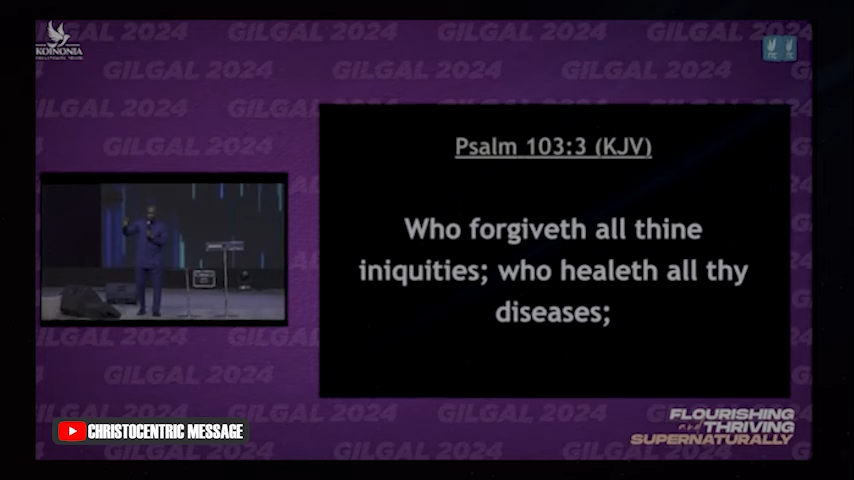 KOINONIA
GILGAL 2024
Psalm 103:3 (KJV)
Who forgiveth all thine
iniquities; who healeth all thy
diseases;
CHRISTOCENTRIC MESSAGE
FLOURISHING
and THRIVING
SUPERNATURALLY